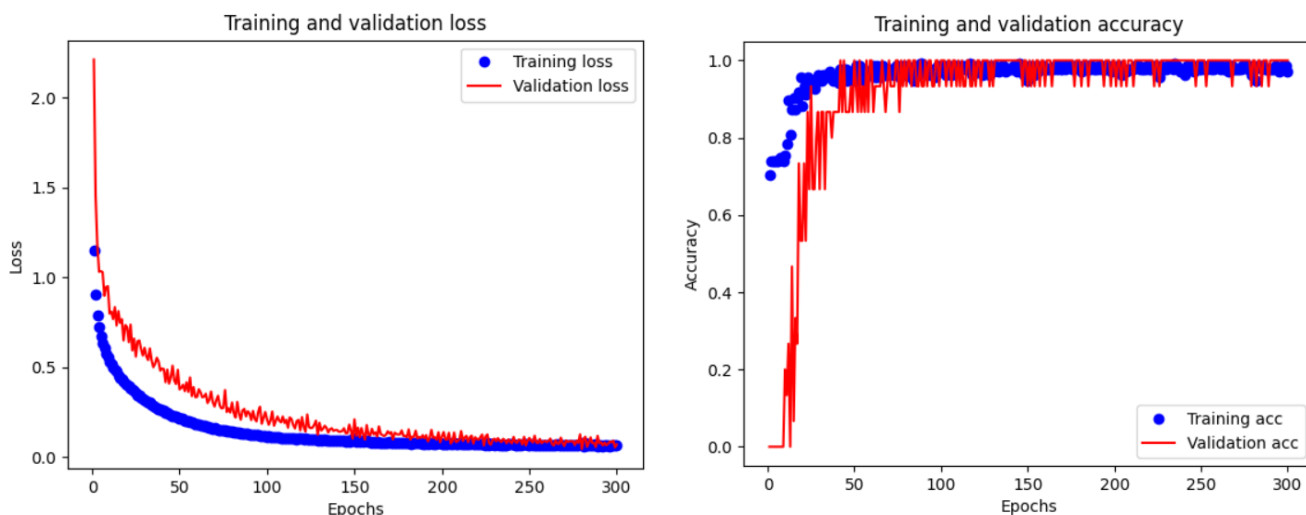 Training and validation loss
Training loss
Validation loss
2.0
1.5
1.0
0.5
0.0
Loss
0
50
100
150
200
250
300
Epochs
Training and validation accuracy
1.0
0.8
0.6
0.4
0.2
0.0
Accuracy
Training acc
Validation acc
0
50
100
150
200
250
300
Epochs